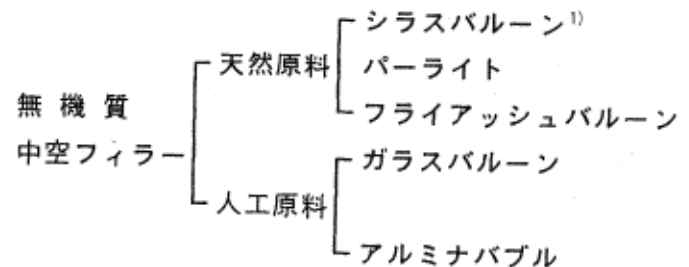 無機質
中空フィラー
天然原料
シラスバルーン1)
パーライト
フライアッシュバルーン
人工原料
ガラスバルーン
アルミナバブル